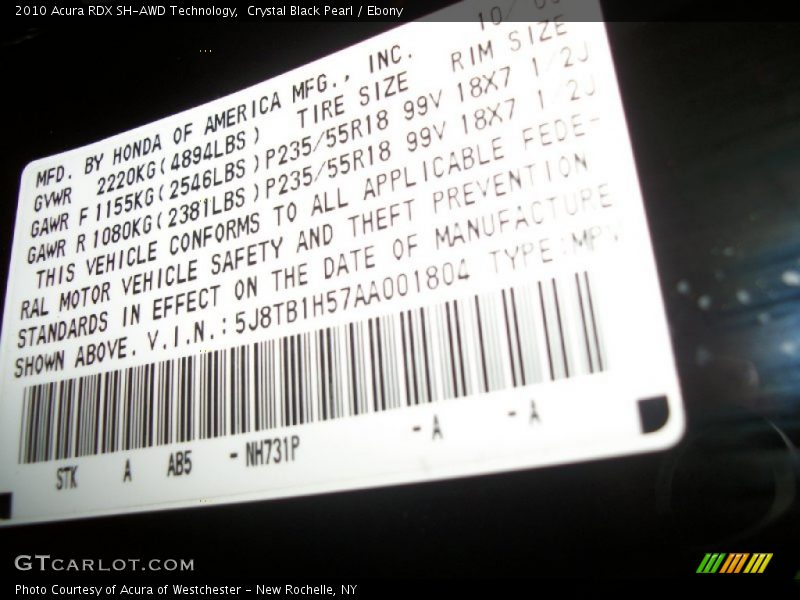 2010 Acura RDX SH-AWD Technology, Crystal Black Pearl / Ebony
MFD. BY HONDA OF AMERICA MFG., INC. 10/
GVWR 2220KG(4894LBS) TIRE SIZE RIM SIZE
GAWR F 1155KG(2546LBS) P235/55R18 99V 18X7 1/2J
GAWR R 1080KG(2381LBS) P235/55R18 99V 18X7 1/2J
THIS VEHICLE CONFORMS TO ALL APPLICABLE FEDE-
RAL MOTOR VEHICLE SAFETY AND THEFT PREVENTION
STANDARDS IN EFFECT ON THE DATE OF MANUFACTURE
SHOWN ABOVE. V.I.N.: 5J8TB1H57AA001804 TYPE:MPV
STK A AB5 -NH731P -A -A
GTCARLOT.COM
Photo Courtesy of Acura of Westchester - New Rochelle, NY